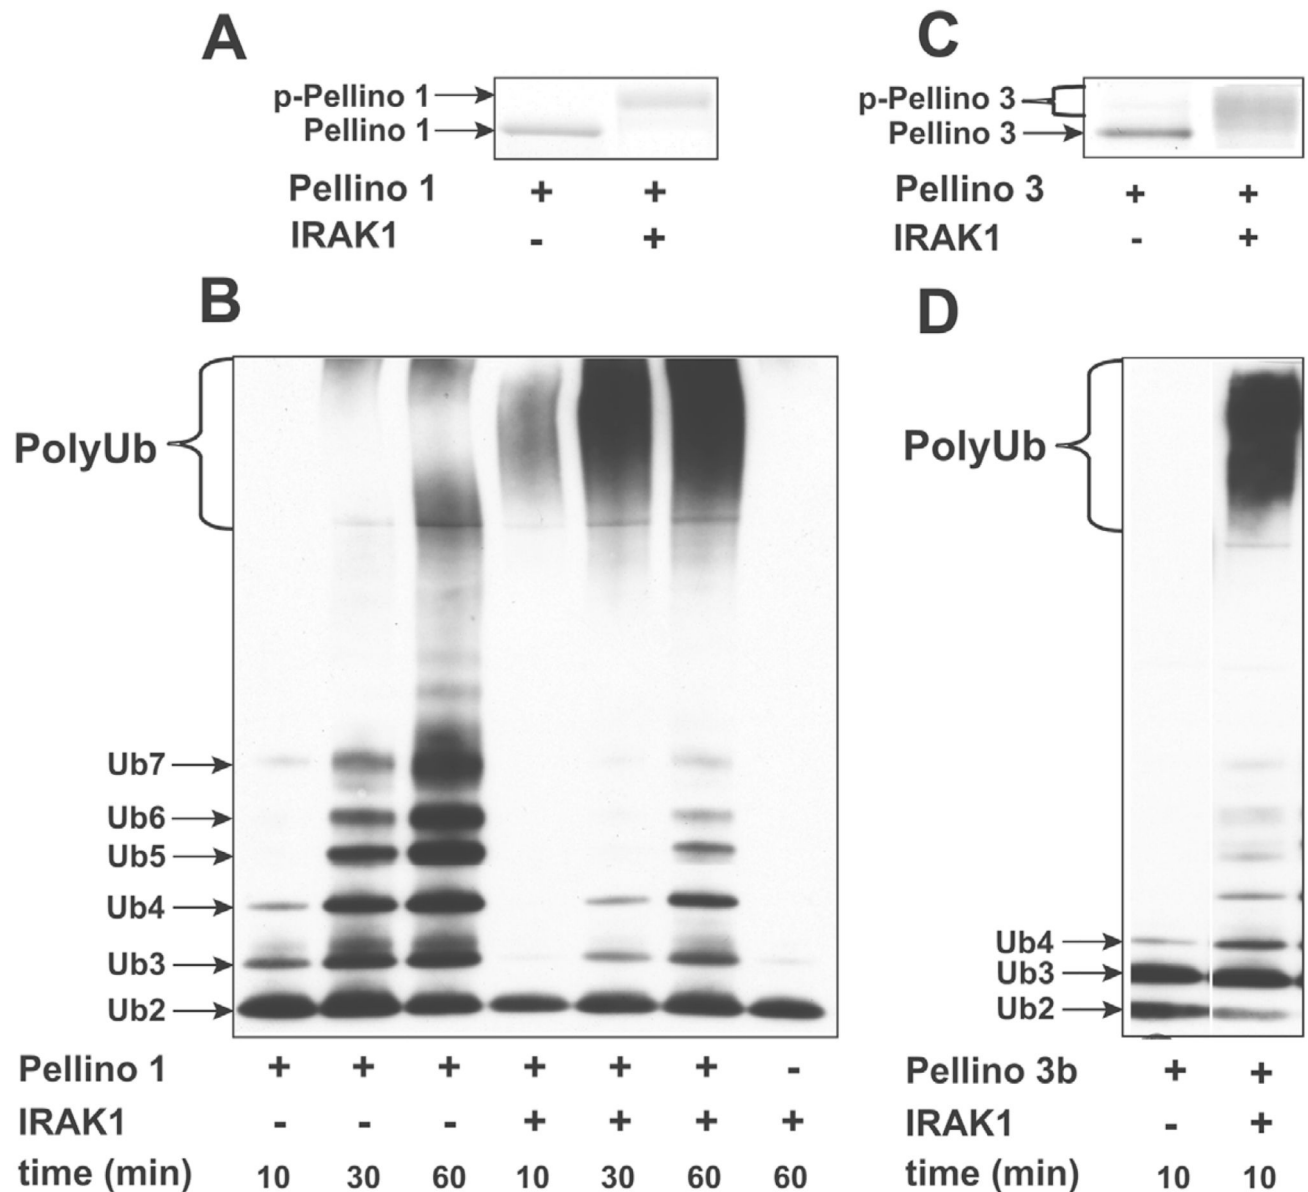 A
p-Pellino 1
Pellino 1
Pellino 1 + +
IRAK1 - +
C
p-Pellino 3
Pellino 3
Pellino 3 + +
IRAK1 - +
B
PolyUb
Ub7
Ub6
Ub5
Ub4
Ub3
Ub2
Pellino 1 + + + + + + -
IRAK1 - - - + + + +
time (min) 10 30 60 10 30 60 60
D
PolyUb
Ub4
Ub3
Ub2
Pellino 3b + +
IRAK1 - +
time (min) 10 10